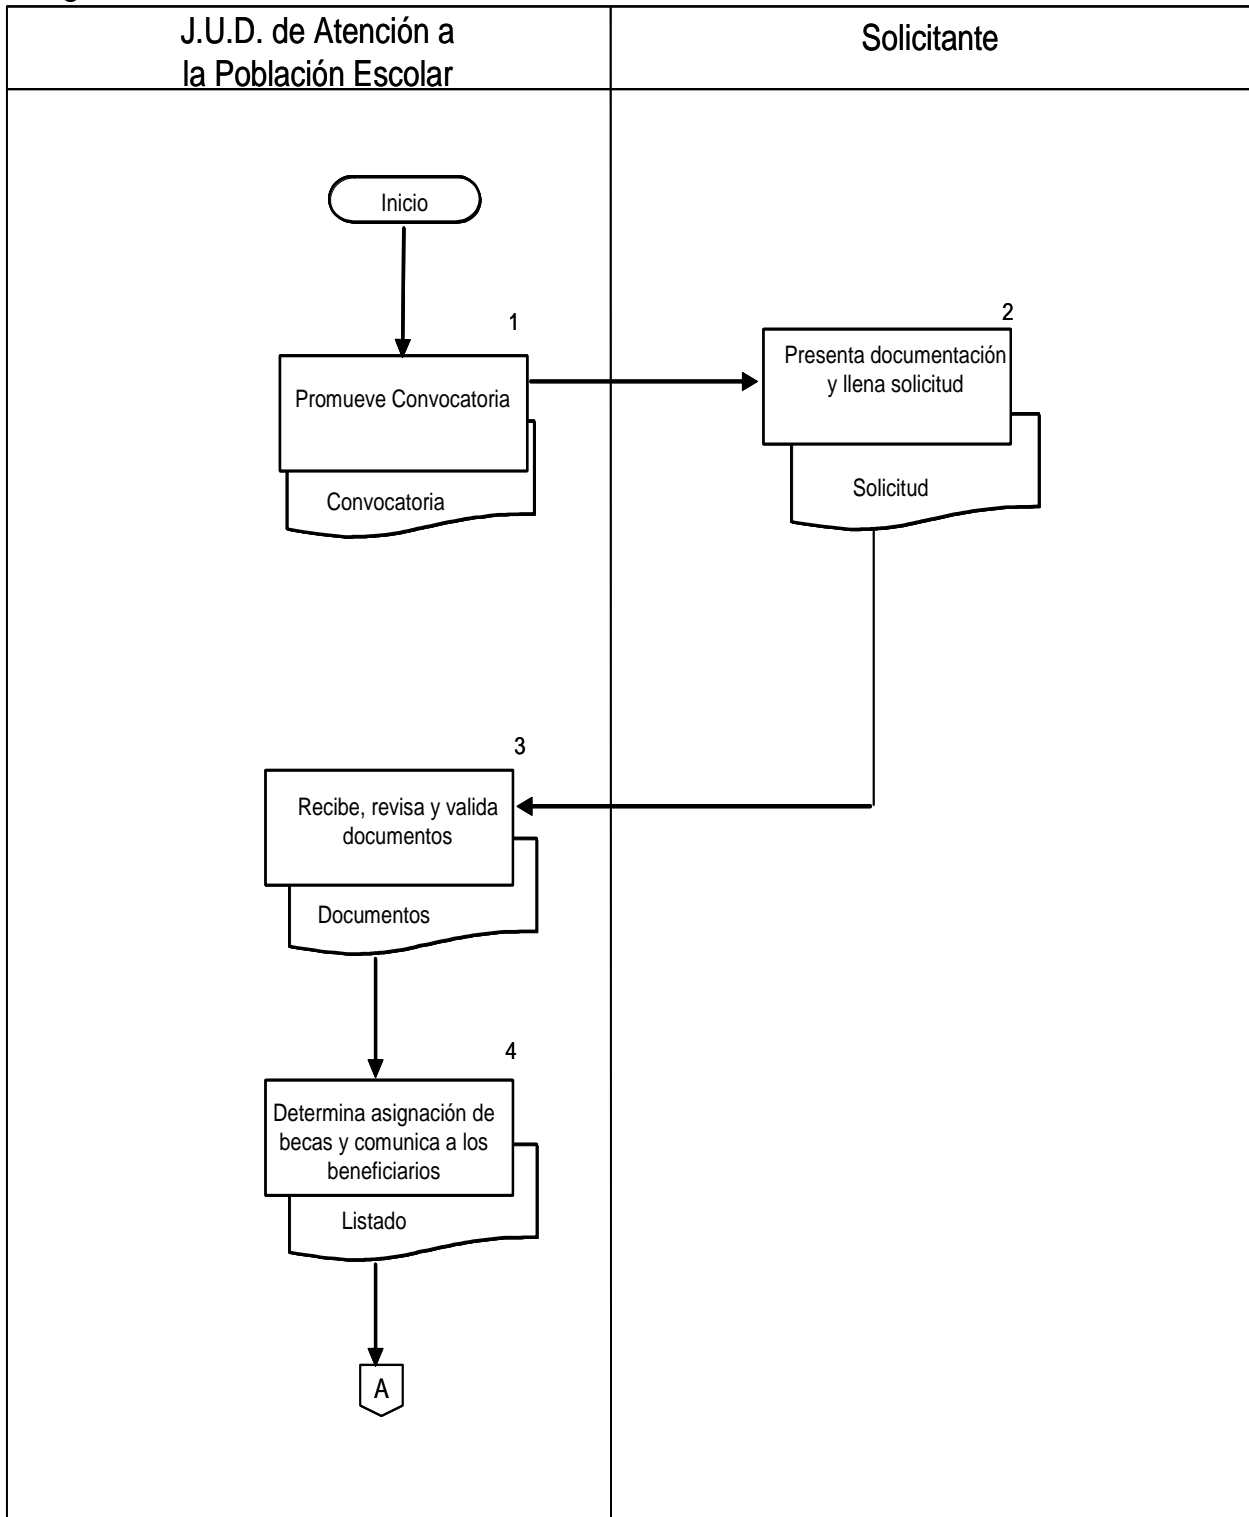 J.U.D. de Atención a
la Población Escolar
Solicitante
Inicio
1
Promueve Convocatoria
Convocatoria
2
Presenta documentación
y llena solicitud
Solicitud
3
Recibe, revisa y valida
documentos
Documentos
4
Determina asignación de
becas y comunica a los
beneficiarios
Listado
A